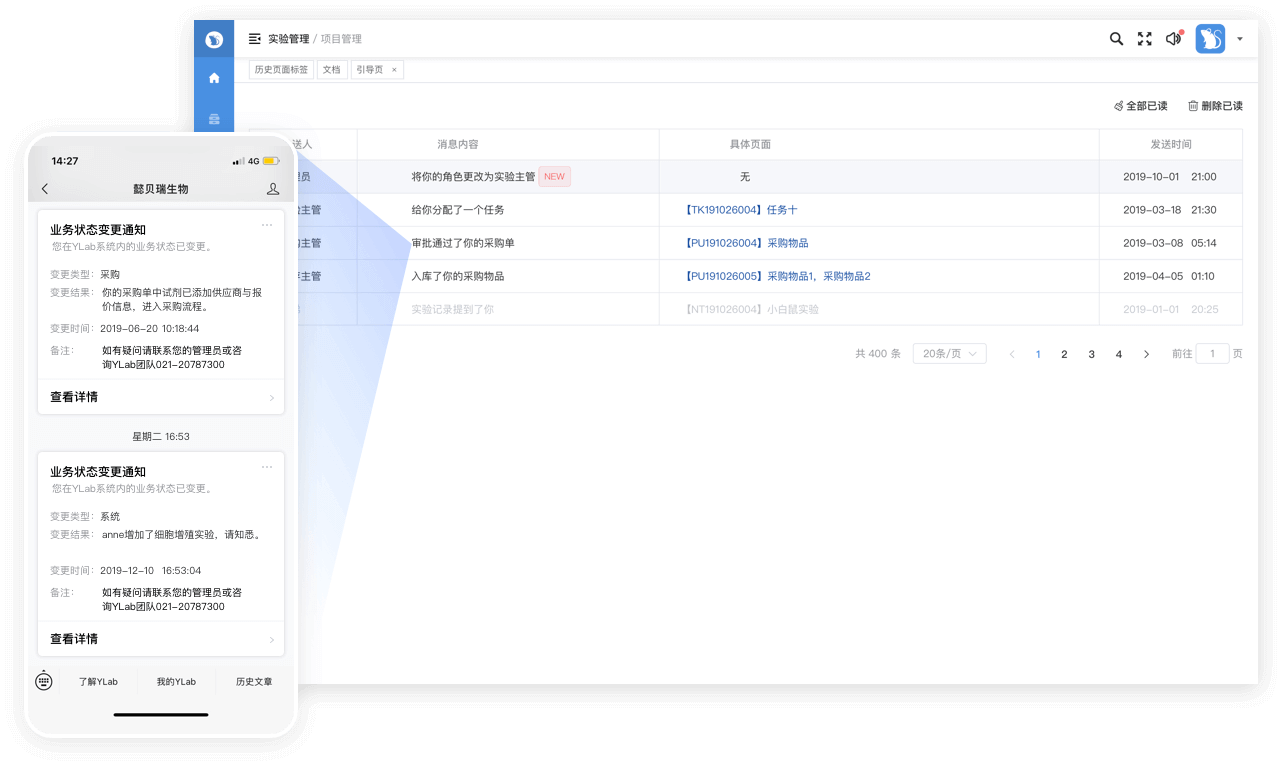 实验管理 / 项目管理
历史页面标签 文档 引导页 ×
全部已读 删除已读
送人 消息内容 具体页面 发送时间
员 将你的角色更改为实验主管 NEW 无 2019-10-01 21:00
主管 给你分配了一个任务 【TK191026004】任务十 2019-03-18 21:30
主管 审批通过了你的采购单 【PU191026004】采购物品 2019-03-08 05:14
主管 入库了你的采购物品 【PU191026005】采购物品1，采购物品2 2019-04-05 01:10
实验记录提到了你 【NT191026004】小白鼠实验 2019-01-01 20:25
共 400 条 20条/页 1 2 3 4 前往 1 页
14:27 4G
懿贝瑞生物
业务状态变更通知
您在YLab系统内的业务状态已变更。
变更类型： 采购
变更结果： 你的采购单中试剂已添加供应商与报
价信息，进入采购流程。
变更时间： 2019-06-20 10:18:44
备注： 如有疑问请联系您的管理员或咨
询YLab团队021-20787300
查看详情
星期二 16:53
业务状态变更通知
您在YLab系统内的业务状态已变更。
变更类型： 系统
变更结果： anne增加了细胞增殖实验，请知悉。
变更时间： 2019-12-10 16:53:04
备注： 如有疑问请联系您的管理员或咨
询YLab团队021-20787300
查看详情
了解YLab 我的YLab 历史文章